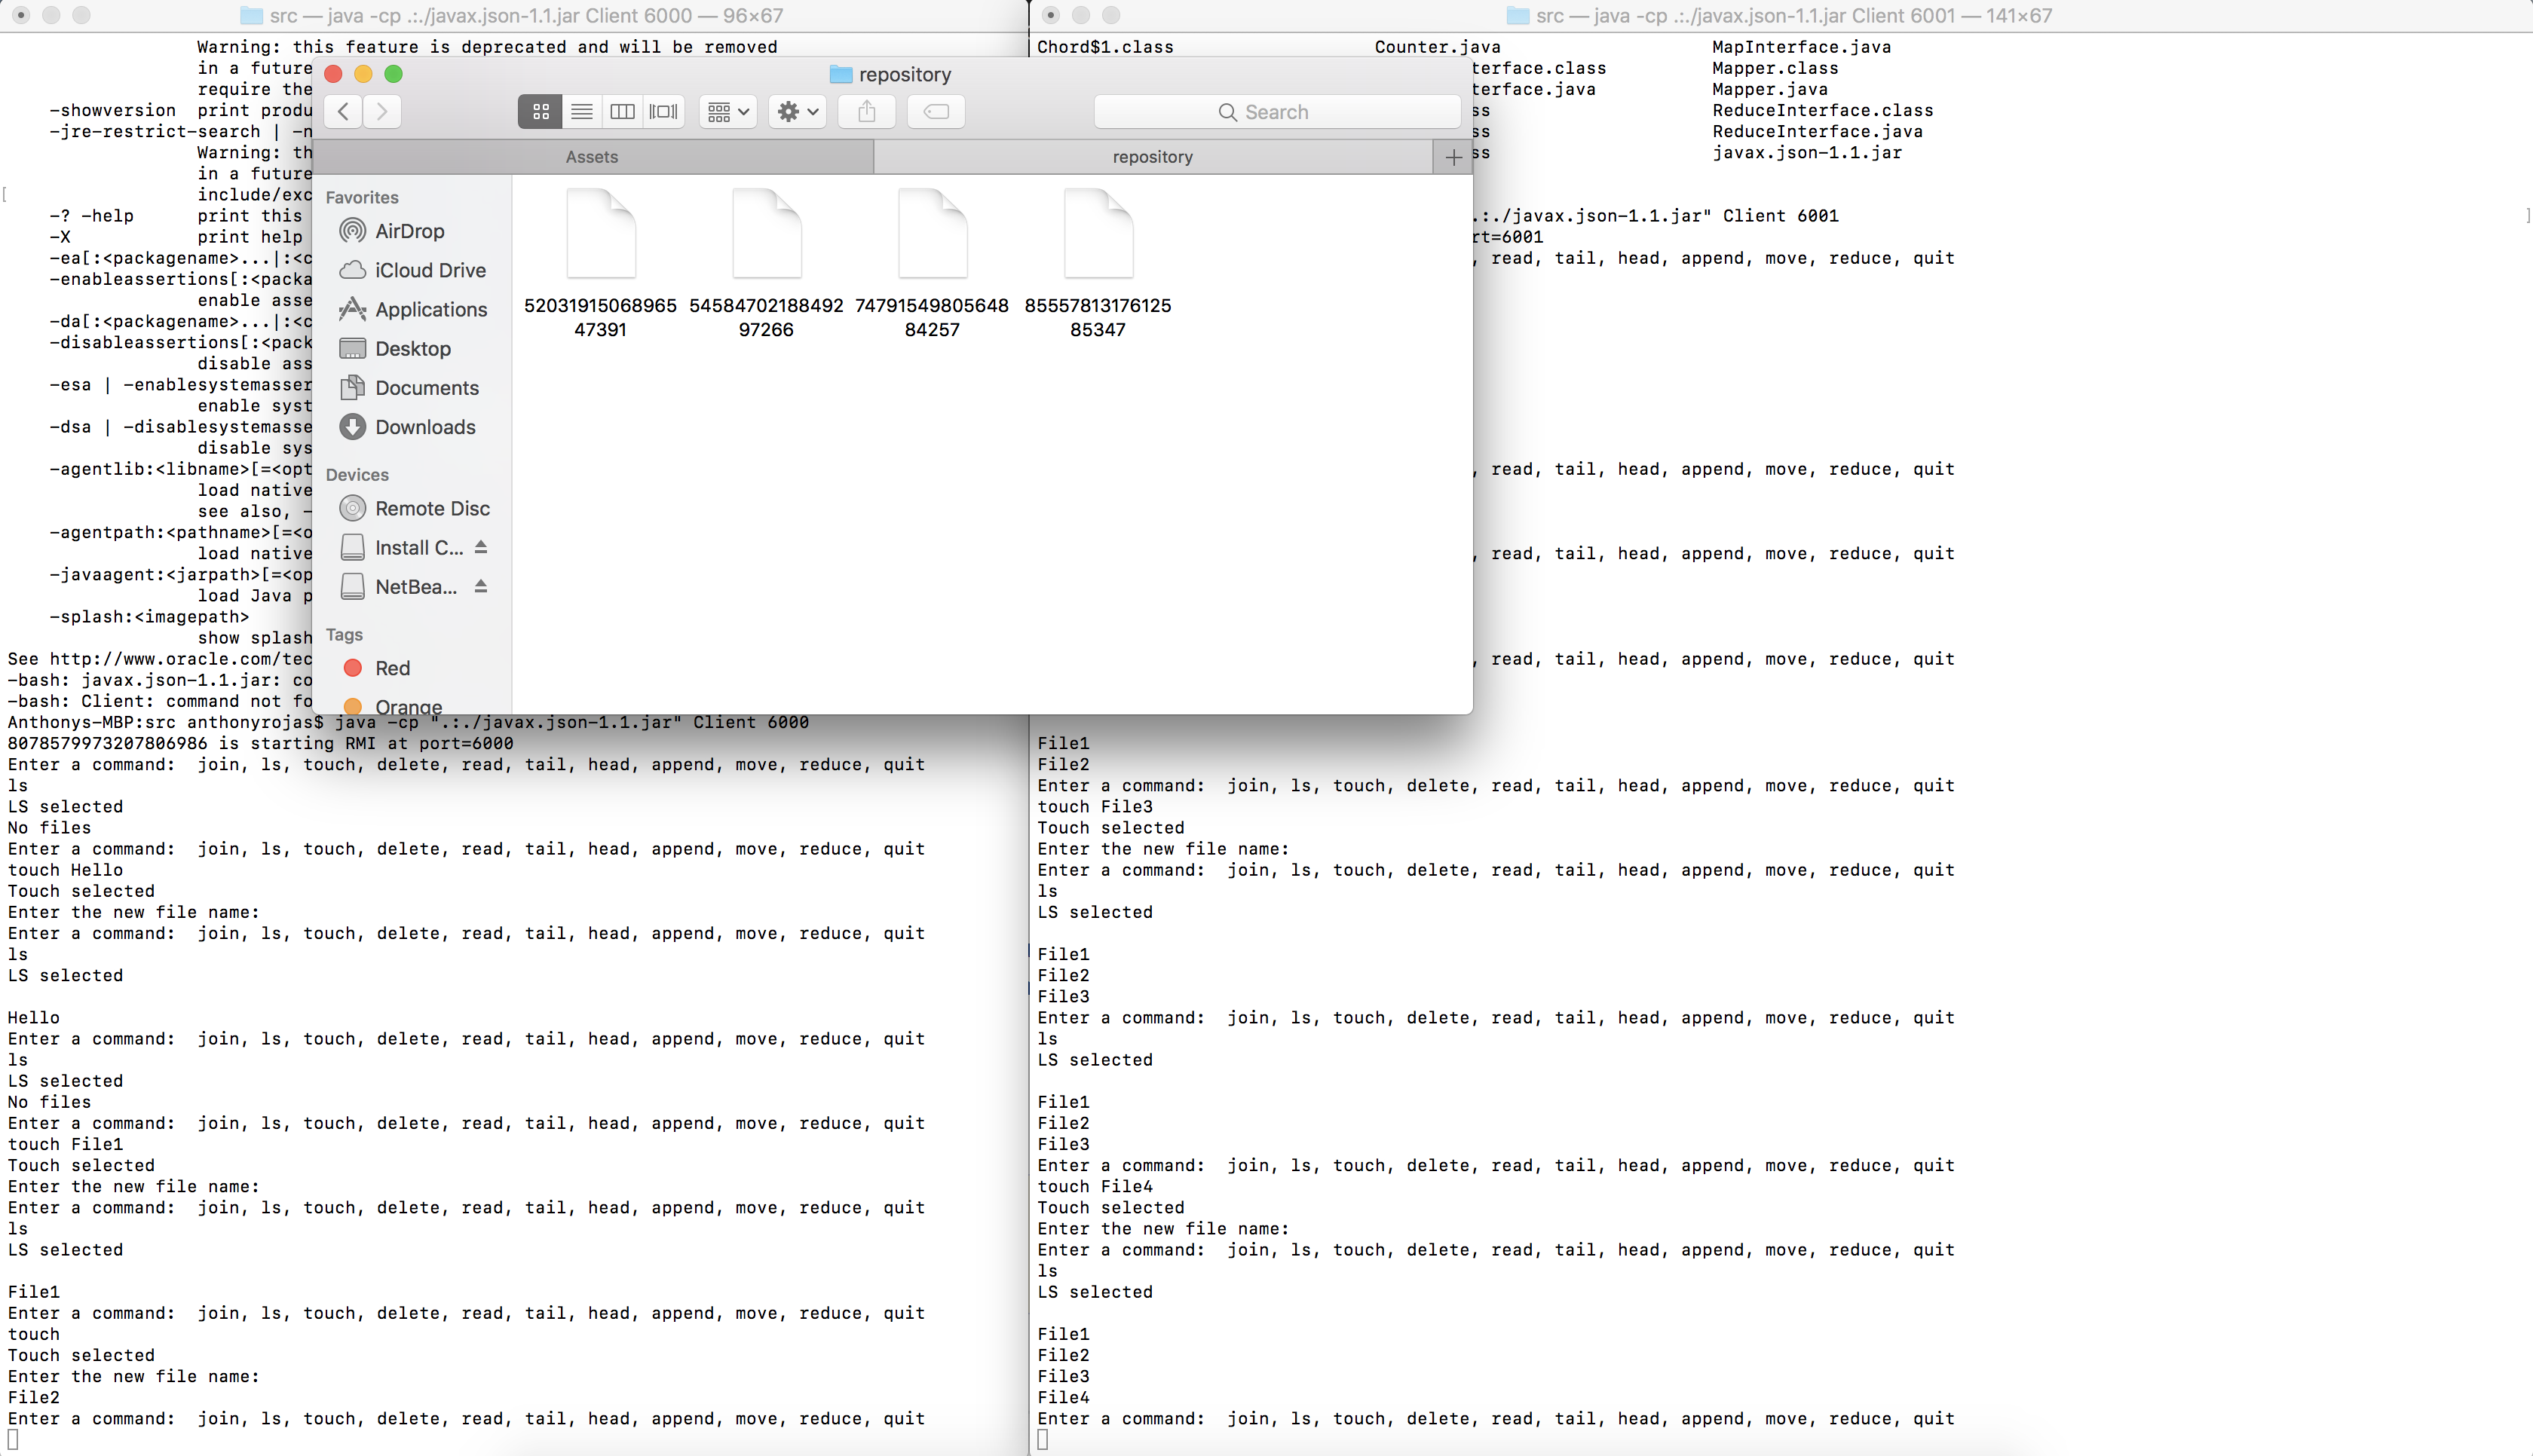 src — java -cp .:./javax.json-1.1.jar Client 6000 — 96×67
Warning: this feature is deprecated and will be removed
in a future
require the
-showversion print produ
-jre-restrict-search | -n
Warning: th
in a future
include/exc
-? -help print this
-X print help
-ea[:<packagename>...|:<c
-enableassertions[:<packa
enable asse
-da[:<packagename>...|:<c
-disableassertions[:<pack
disable ass
-esa | -enablesystemasser
enable syst
-dsa | -disablesystemasse
disable sys
-agentlib:<libname>[=<opt
load native
see also, -
-agentpath:<pathname>[=<o
load native
-javaagent:<jarpath>[=<op
load Java p
-splash:<imagepath>
show splash
See http://www.oracle.com/tec
-bash: javax.json-1.1.jar: co
-bash: Client: command not fo
Anthonys-MBP:src anthonyrojas$ java -cp ".:./javax.json-1.1.jar" Client 6000
8078579973207806986 is starting RMI at port=6000
Enter a command:  join, ls, touch, delete, read, tail, head, append, move, reduce, quit
ls
LS selected
No files
Enter a command:  join, ls, touch, delete, read, tail, head, append, move, reduce, quit
touch Hello
Touch selected
Enter the new file name:
Enter a command:  join, ls, touch, delete, read, tail, head, append, move, reduce, quit
ls
LS selected
Hello
Enter a command:  join, ls, touch, delete, read, tail, head, append, move, reduce, quit
ls
LS selected
No files
Enter a command:  join, ls, touch, delete, read, tail, head, append, move, reduce, quit
touch File1
Touch selected
Enter the new file name:
Enter a command:  join, ls, touch, delete, read, tail, head, append, move, reduce, quit
ls
LS selected
File1
Enter a command:  join, ls, touch, delete, read, tail, head, append, move, reduce, quit
touch
Touch selected
Enter the new file name:
File2
Enter a command:  join, ls, touch, delete, read, tail, head, append, move, reduce, quit
repository
Search
Assets
repository
Favorites
AirDrop
iCloud Drive
Applications
Desktop
Documents
Downloads
Devices
Remote Disc
Install C...
NetBea...
Tags
Red
Orange
52031915068965
47391
54584702188492
97266
74791549805648
84257
85557813176125
85347
src — java -cp .:./javax.json-1.1.jar Client 6001 — 141×67
Chord$1.class Counter.java MapInterface.java
terface.class Mapper.class
terface.java Mapper.java
ss ReduceInterface.class
ss ReduceInterface.java
ss javax.json-1.1.jar
.:./javax.json-1.1.jar" Client 6001
rt=6001
, read, tail, head, append, move, reduce, quit
, read, tail, head, append, move, reduce, quit
, read, tail, head, append, move, reduce, quit
, read, tail, head, append, move, reduce, quit
File1
File2
Enter a command:  join, ls, touch, delete, read, tail, head, append, move, reduce, quit
touch File3
Touch selected
Enter the new file name:
Enter a command:  join, ls, touch, delete, read, tail, head, append, move, reduce, quit
ls
LS selected
File1
File2
File3
Enter a command:  join, ls, touch, delete, read, tail, head, append, move, reduce, quit
ls
LS selected
File1
File2
File3
Enter a command:  join, ls, touch, delete, read, tail, head, append, move, reduce, quit
touch File4
Touch selected
Enter the new file name:
Enter a command:  join, ls, touch, delete, read, tail, head, append, move, reduce, quit
ls
LS selected
File1
File2
File3
File4
Enter a command:  join, ls, touch, delete, read, tail, head, append, move, reduce, quit